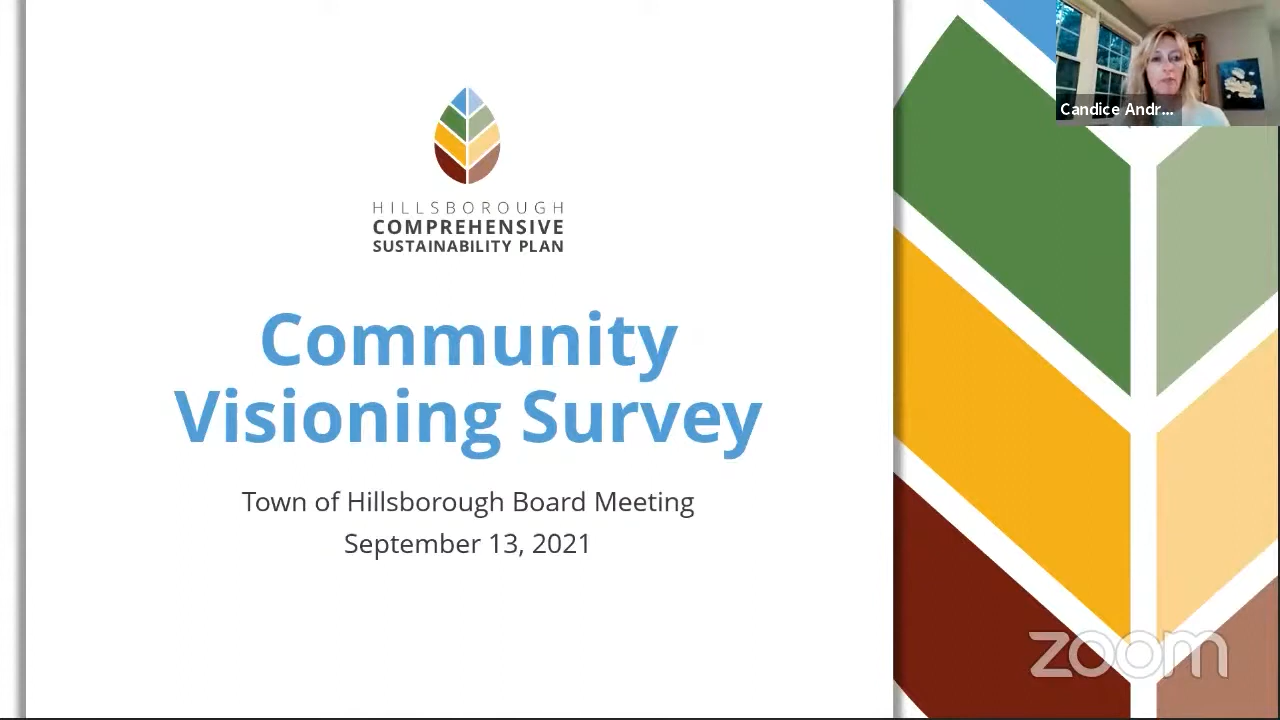 Candice Andr...
HILLSBOROUGH
COMPREHENSIVE
SUSTAINABILITY PLAN
Community
Visioning Survey
Town of Hillsborough Board Meeting
September 13, 2021
zoom